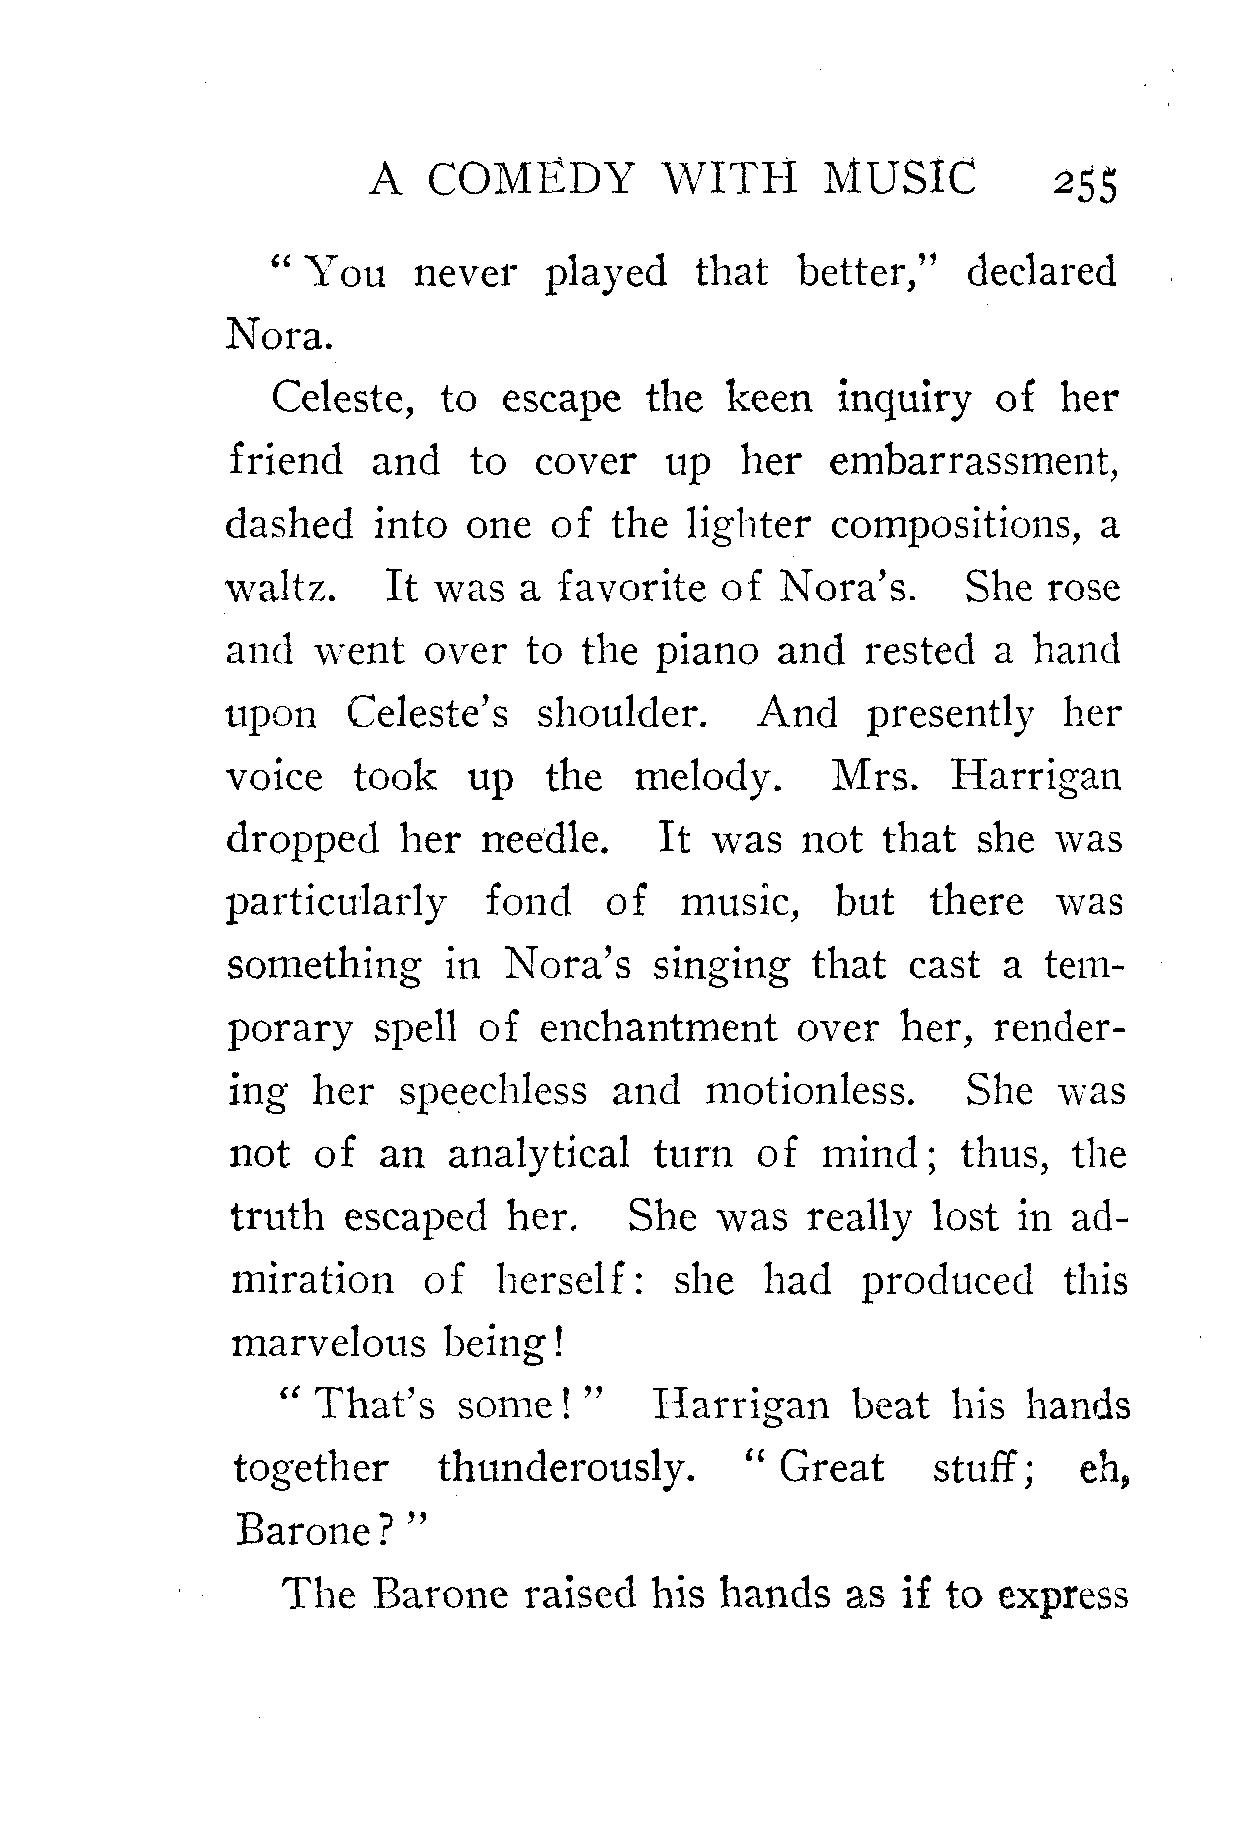 A COMEDY WITH MUSIC 255
“ You never played that better,” declared
Nora.
Celeste, to escape the keen inquiry of her
friend and to cover up her embarrassment,
dashed into one of the lighter compositions, a
waltz. It was a favorite of Nora’s. She rose
and went over to the piano and rested a hand
upon Celeste’s shoulder. And presently her
voice took up the melody. Mrs. Harrigan
dropped her needle. It was not that she was
particularly fond of music, but there was
something in Nora’s singing that cast a tem-
porary spell of enchantment over her, render-
ing her speechless and motionless. She was
not of an analytical turn of mind; thus, the
truth escaped her. She was really lost in ad-
miration of herself: she had produced this
marvelous being!
“ That’s some! ” Harrigan beat his hands
together thunderously. “ Great stuff; eh,
Barone? ”
The Barone raised his hands as if to express